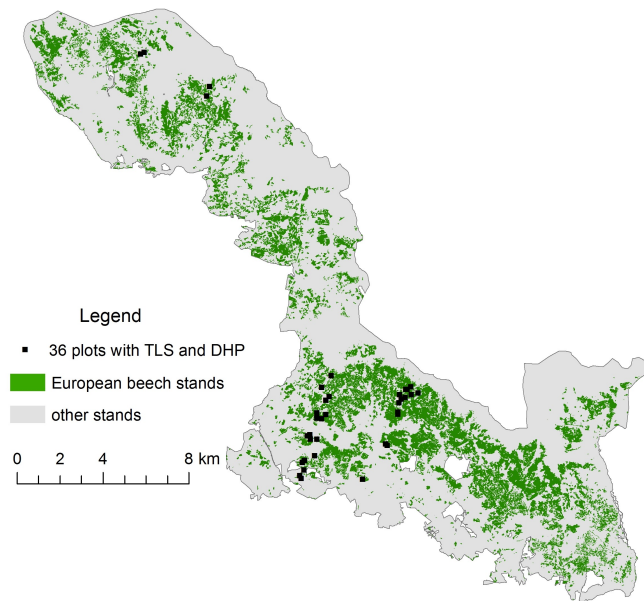 Legend
36 plots with TLS and DHP
European beech stands
other stands
0 2 4 8 km